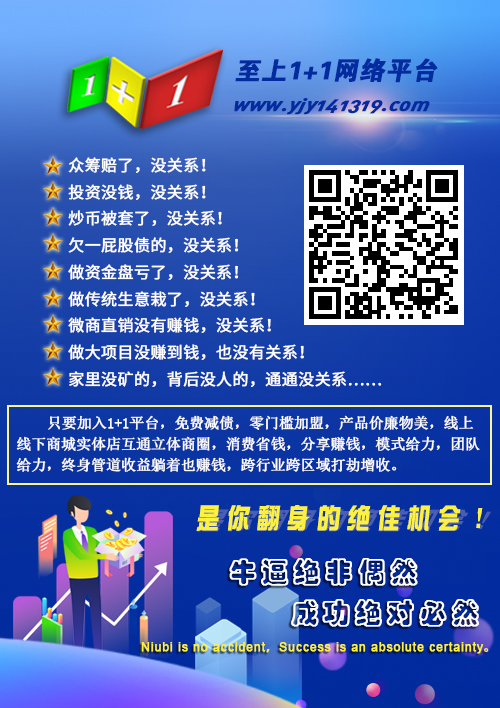 1+1
至上1+1网络平台
www.yjy141319.com
众筹赔了，没关系！
投资没钱，没关系！
炒币被套了，没关系！
欠一屁股债的，没关系！
做资金盘亏了，没关系！
做传统生意栽了，没关系！
微商直销没有赚钱，没关系！
做大项目没赚到钱，也没有关系！
家里没矿的，背后没人的，通通没关系......
只要加入1+1平台，免费减债，零门槛加盟，产品价廉物美，线上
线下商城实体店互通立体商圈，消费省钱，分享赚钱，模式给力，团队
给力，终身管道收益躺着也赚钱，跨行业跨区域打劫增收。
是你翻身的绝佳机会！
牛逼绝非偶然
成功绝对必然
Niubi is no accident，Success is an absolute certainty。